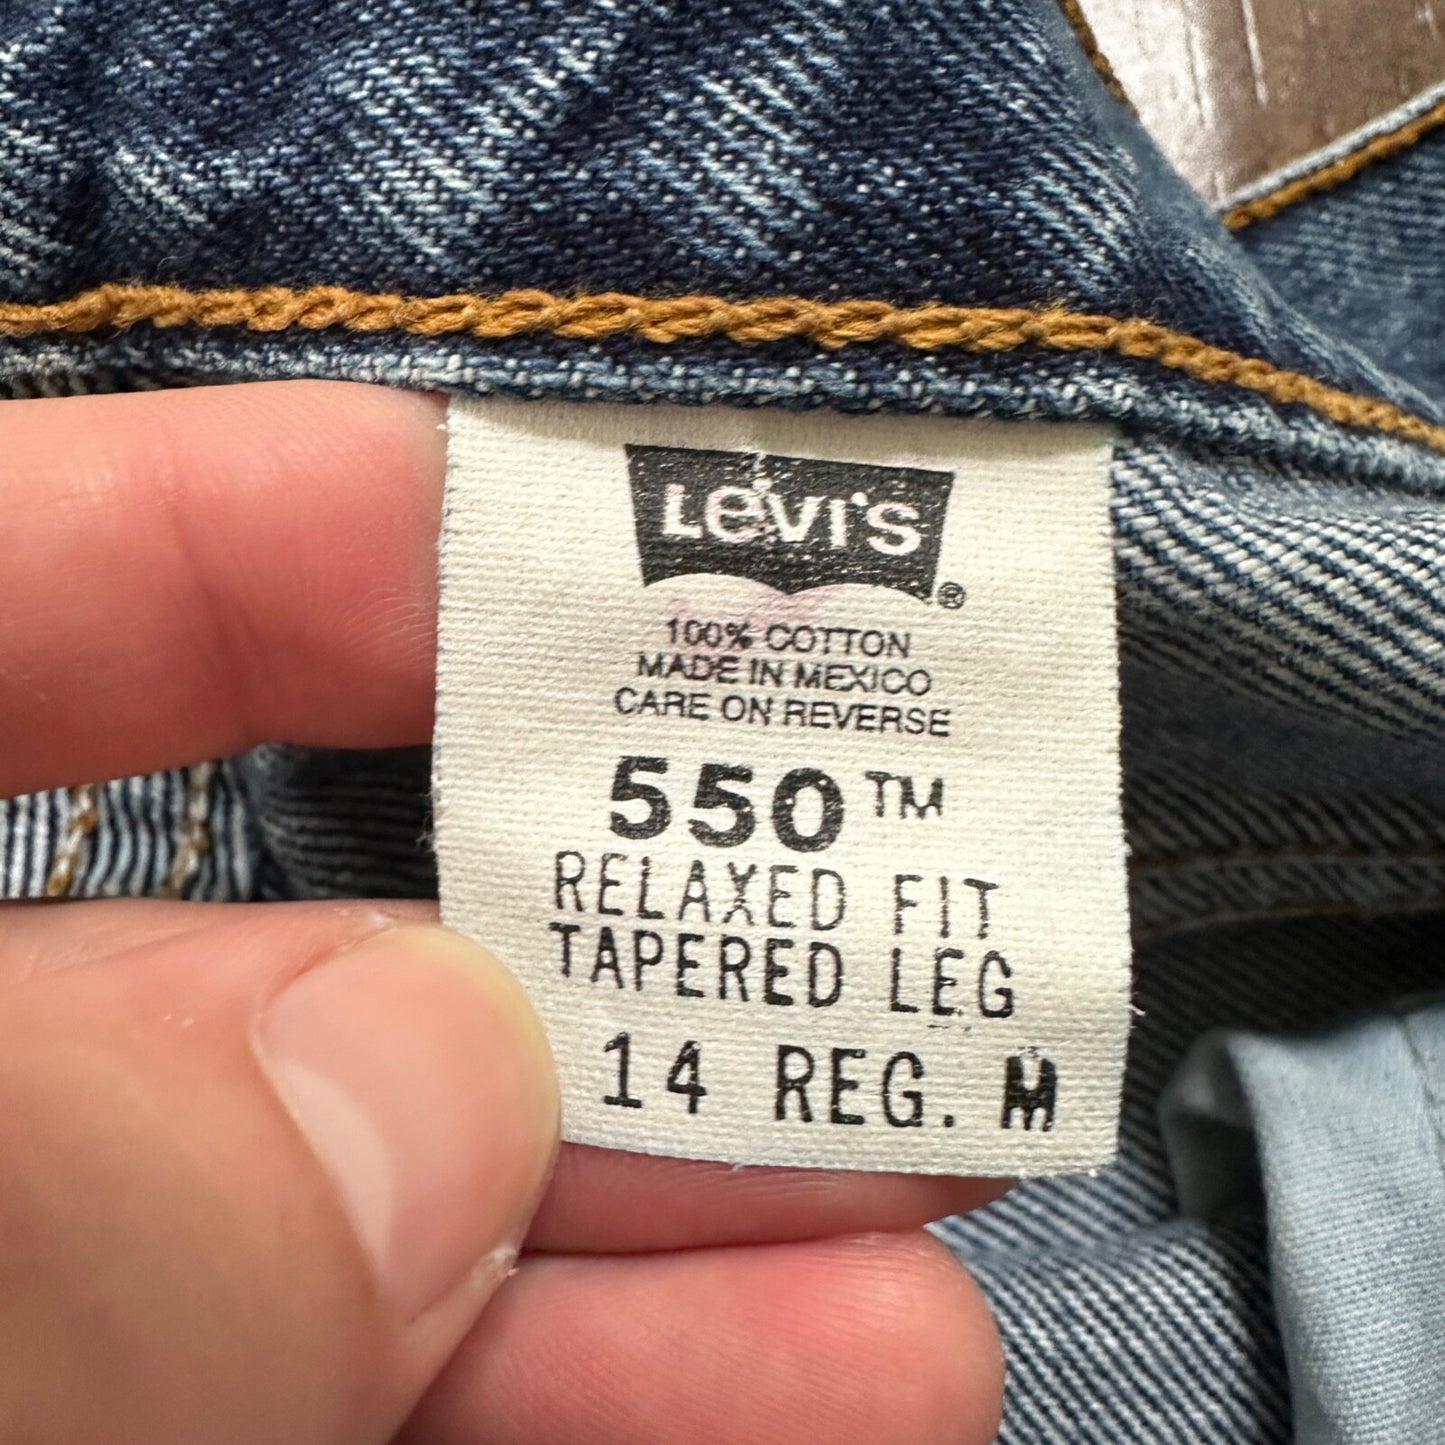 Levi's®
100% COTTON
MADE IN MEXICO
CARE ON REVERSE
550™
RELAXED FIT
TAPERED LEG
14 REG. M